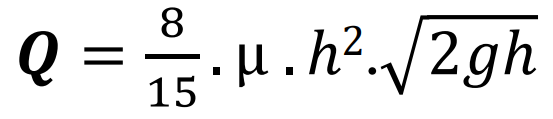 Q = 8/15 . μ . h². √2gh